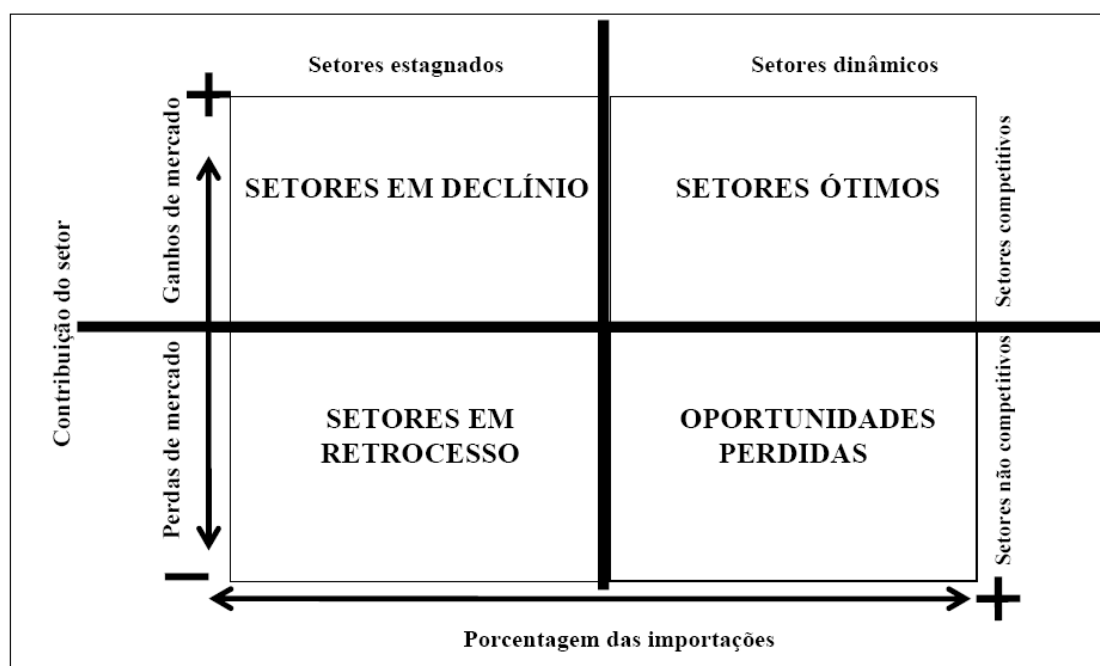 Setores estagnados
Setores dinâmicos
Contribuição do setor
Ganhos de mercado
Perdas de mercado
SETORES EM DECLÍNIO
SETORES ÓTIMOS
SETORES EM
RETROCESSO
OPORTUNIDADES
PERDIDAS
Setores competitivos
Setores não competitivos
Porcentagem das importações